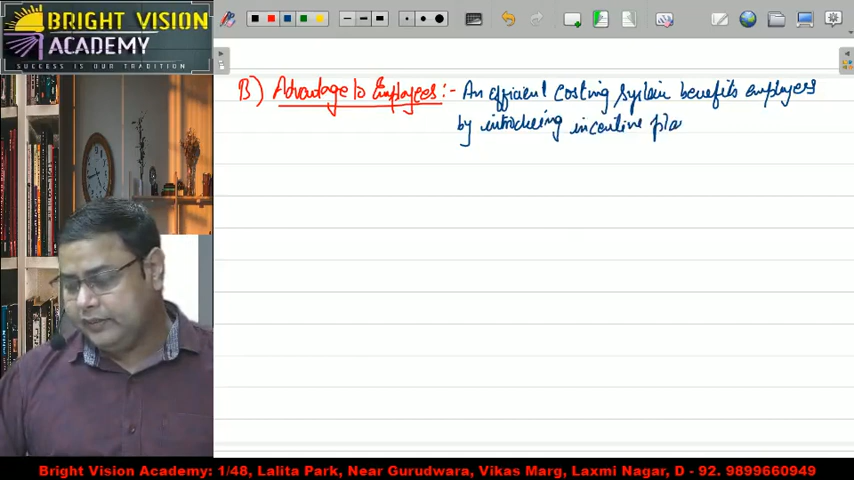 BRIGHT VISION
ACADEMY
SUCCESS IS OUR TRADITION
B) Advantage to Employees :- An efficient costing system benefits employees
by introducing incentive pla
Bright Vision Academy: 1/48, Lalita Park, Near Gurudwara, Vikas Marg, Laxmi Nagar, D - 92. 9899660949